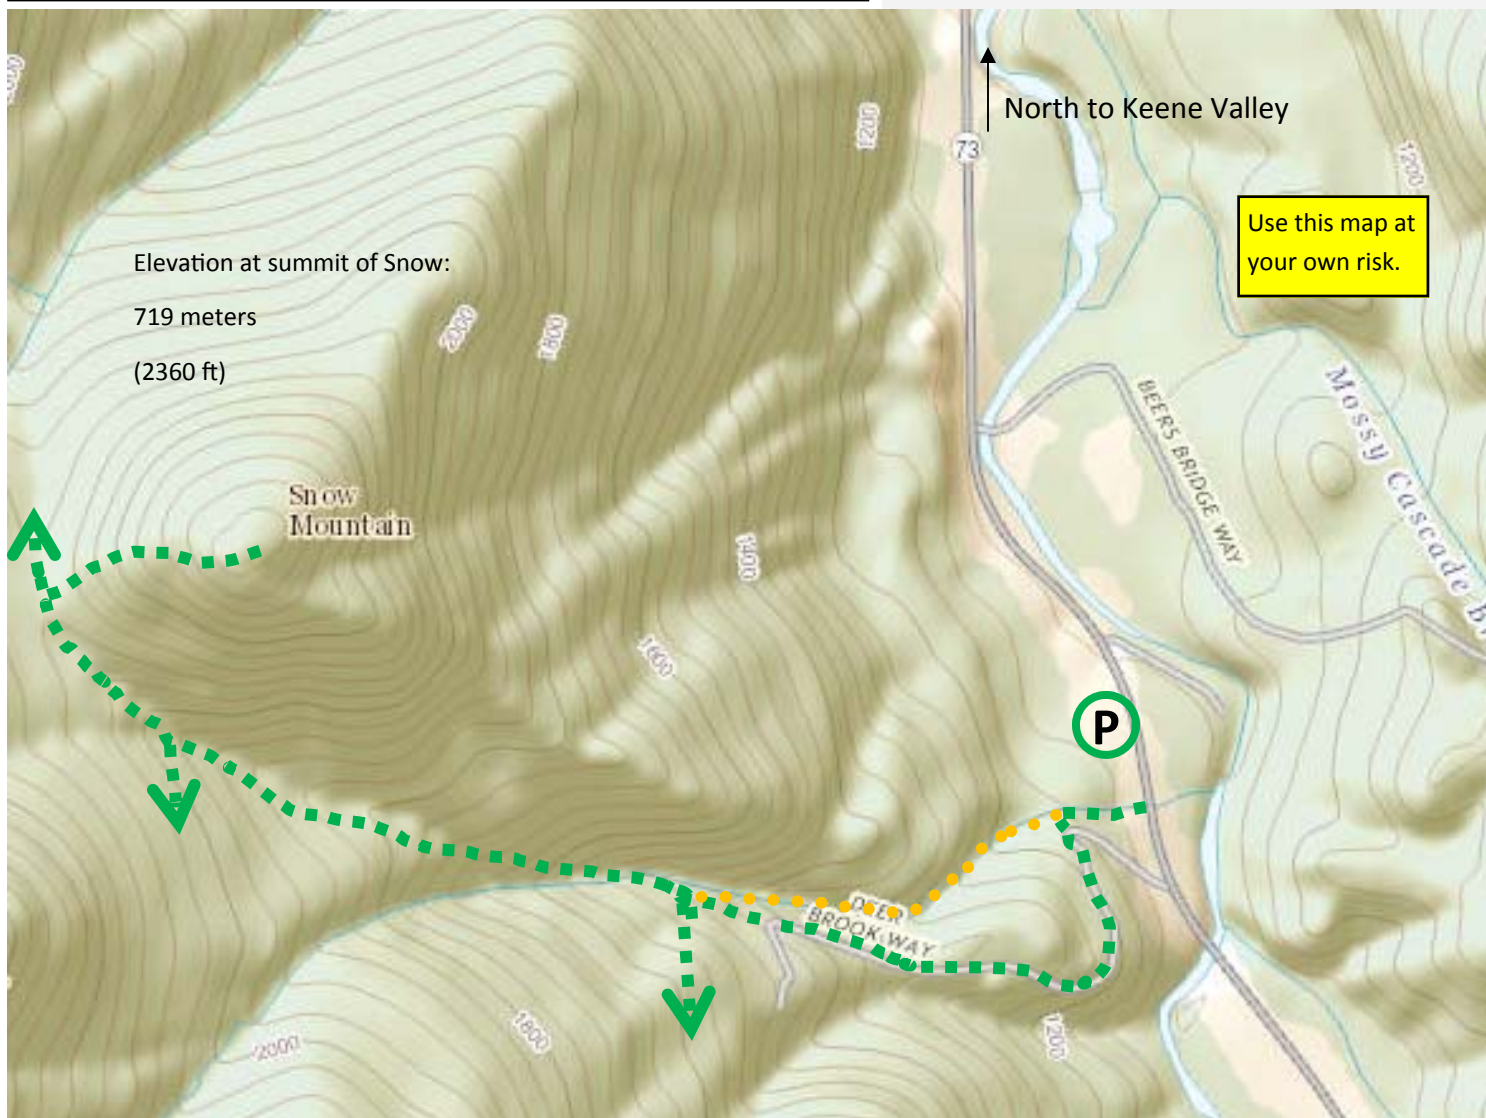 North to Keene Valley
73
1200
1200
Use this map at
your own risk.
Elevation at summit of Snow:
719 meters
(2360 ft)
2000
1800
BEERS BRIDGE WAY
Mossy Cascade
Snow
Mountain
1400
1600
P
DEER
BROOK WAY
1800
2000
1200